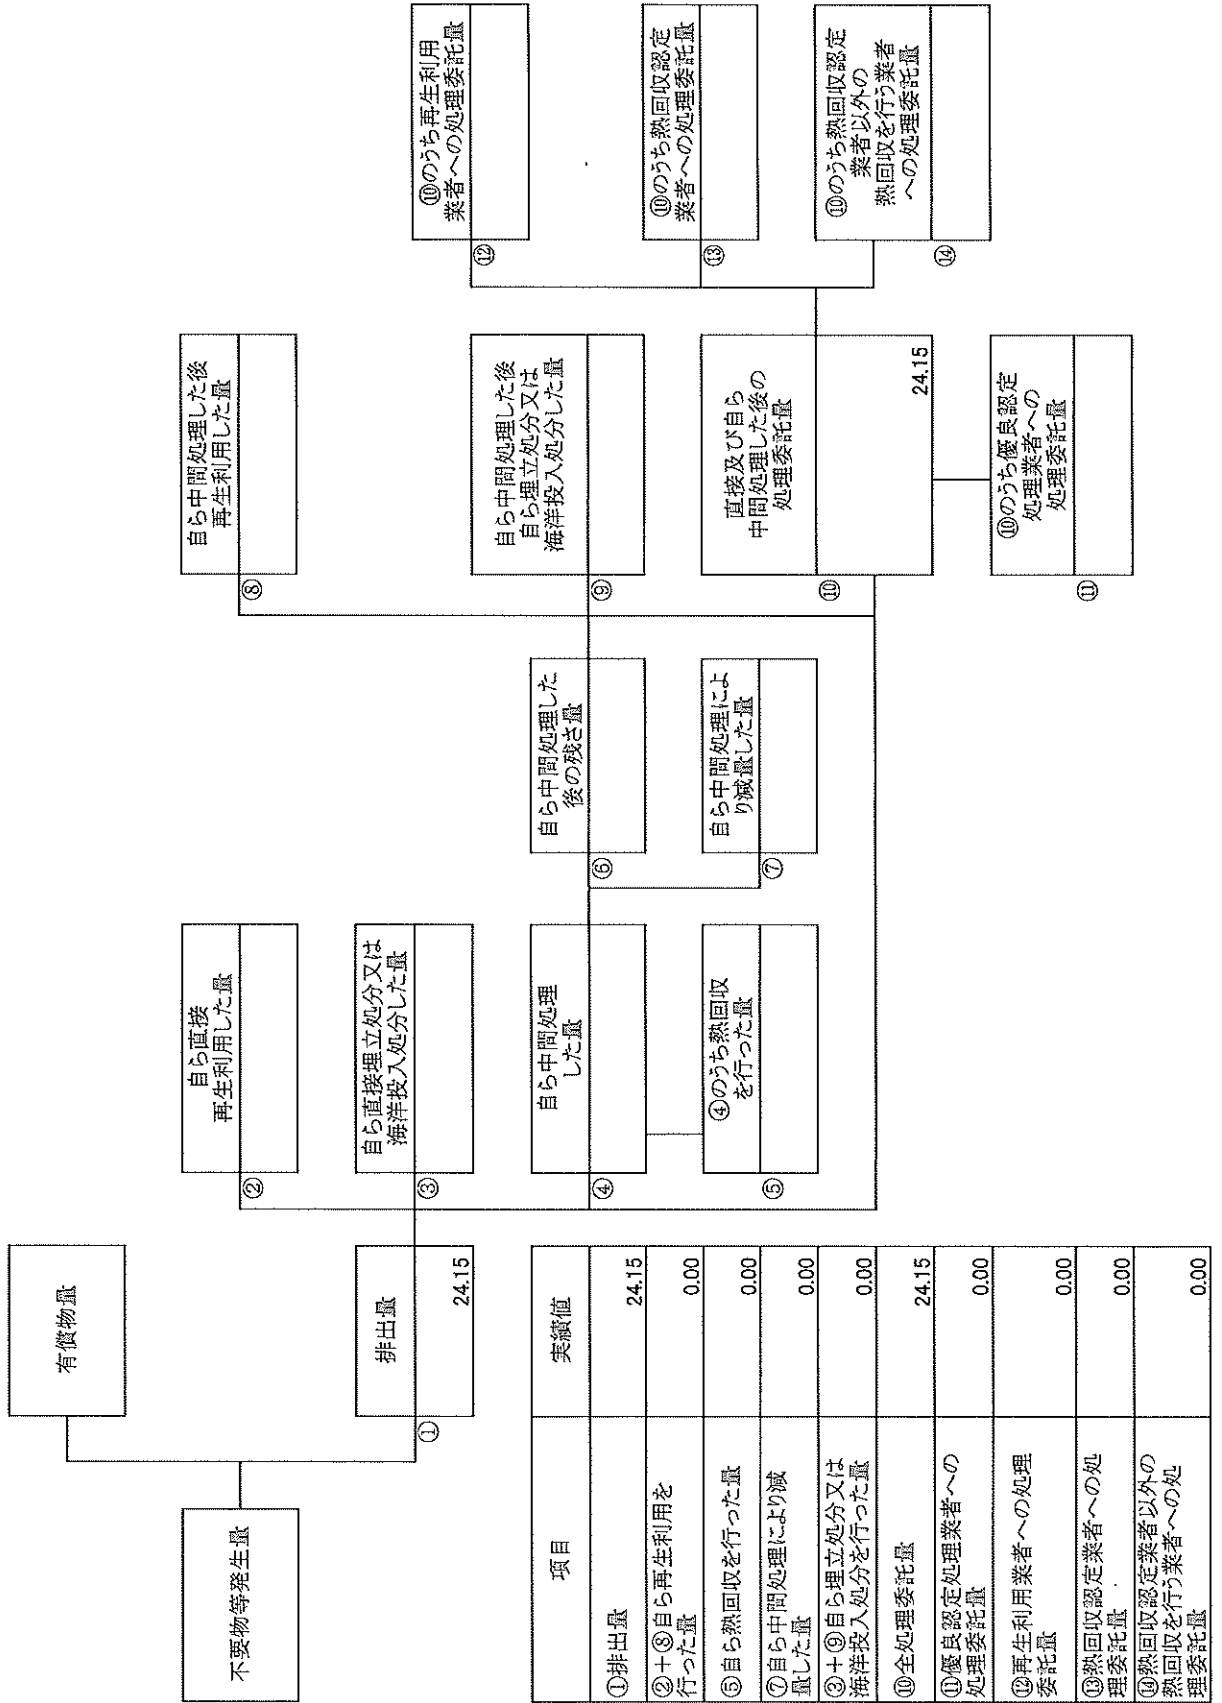 不要物等発生量
有償物量
排出量
①
24.15
自ら直接
再生利用した量
②
自ら直接埋立処分又は
海洋投入処分した量
③
自ら中間処理
した量
④
④のうち熱回収
を行った量
⑤
自ら中間処理した
後の残さ量
⑥
自ら中間処理によ
り減量した量
⑦
自ら中間処理した後
再生利用した量
⑧
自ら中間処理した後
自ら埋立処分又は
海洋投入処分した量
⑨
直接及び自ら
中間処理した後の
処理委託量
⑩
24.15
⑩のうち優良認定
処理業者への
処理委託量
⑪
⑩のうち再生利用
業者への処理委託量
⑫
⑩のうち熱回収認定
業者への処理委託量
⑬
⑩のうち熱回収認定
業者以外の
熱回収を行う業者
への処理委託量
⑭
項目 実績値
①排出量 24.15
②+⑧自ら再生利用を
行った量 0.00
⑤自ら熱回収を行った量 0.00
⑦自ら中間処理により減
量した量 0.00
③+⑨自ら埋立処分又は
海洋投入処分を行った量 0.00
⑩全処理委託量 24.15
⑪優良認定処理業者への
処理委託量 0.00
⑫再生利用業者への処理
委託量 0.00
⑬熱回収認定業者への処
理委託量 0.00
⑭熱回収認定業者以外の
熱回収を行う業者への処
理委託量 0.00